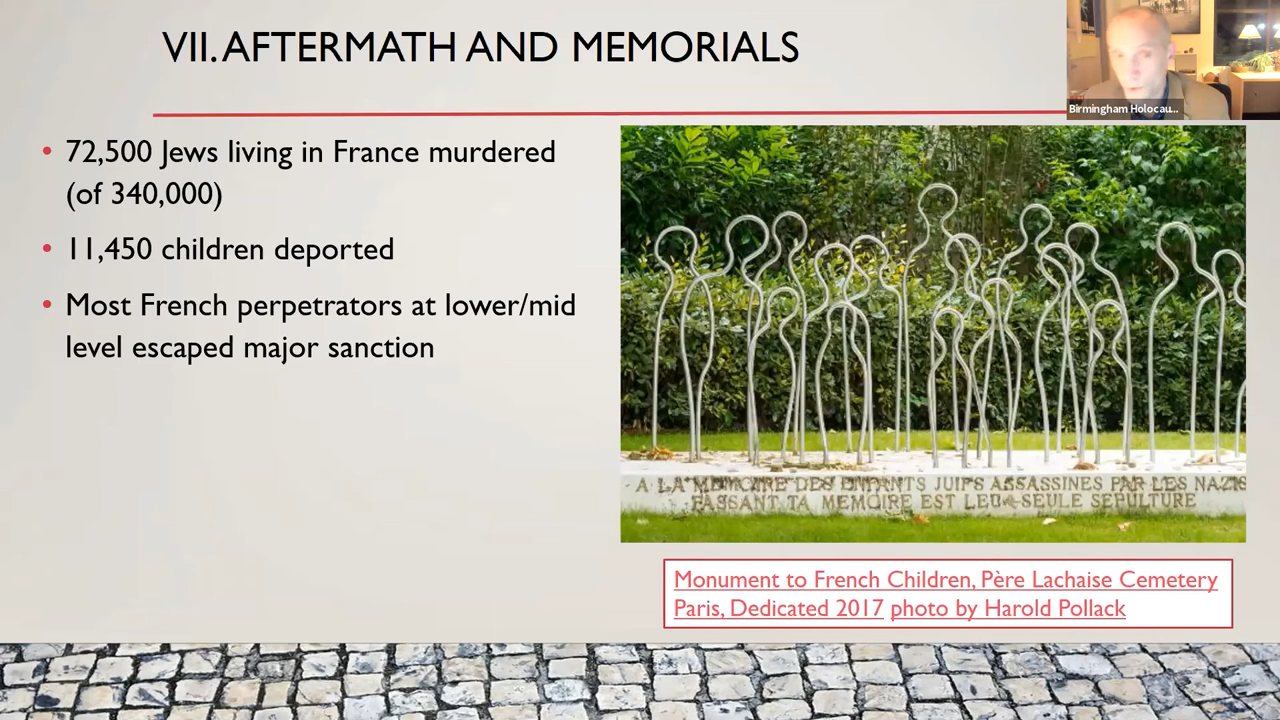 VII. AFTERMATH AND MEMORIALS
Birmingham Holocau...
• 72,500 Jews living in France murdered
(of 340,000)
• 11,450 children deported
• Most French perpetrators at lower/mid
level escaped major sanction
A LA MEMOIRE DES ENFANTS JUIFS ASSASSINES PAR LES NAZIS
PASSANT TA MEMOIRE EST LEUR SEULE SEPULTURE
Monument to French Children, Père Lachaise Cemetery
Paris, Dedicated 2017 photo by Harold Pollack